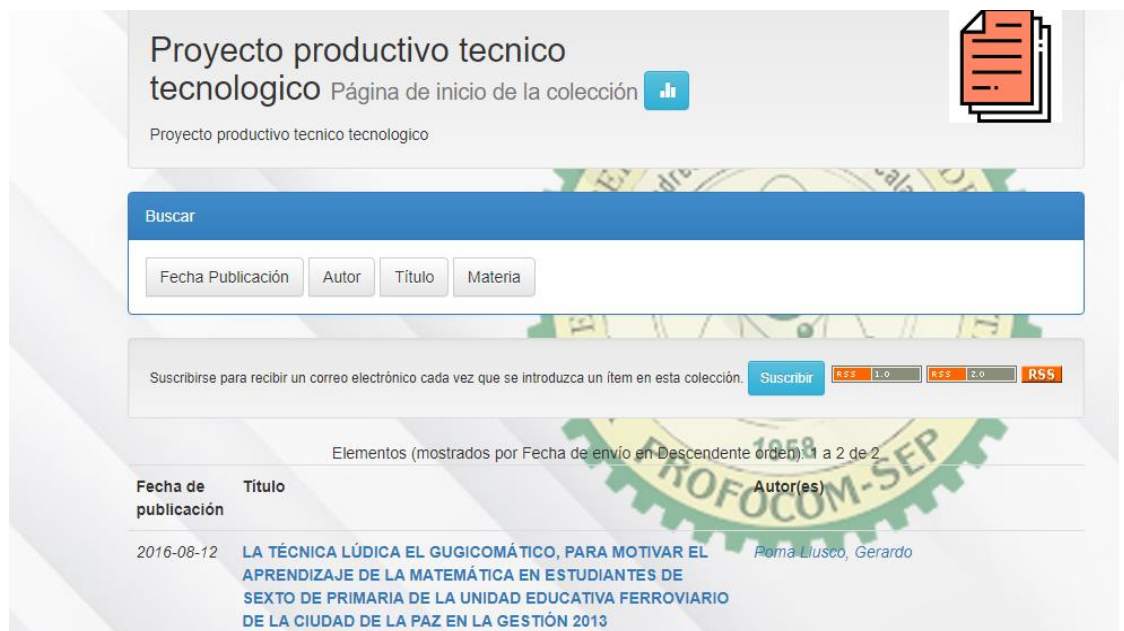 Proyecto productivo tecnico
tecnologico Página de inicio de la colección
Proyecto productivo tecnico tecnologico
Buscar
Fecha Publicación Autor Título Materia
Suscribirse para recibir un correo electrónico cada vez que se introduzca un ítem en esta colección. Suscribir RSS 1.0 RSS 2.0 RSS
Elementos (mostrados por Fecha de envío en Descendente orden): 1 a 2 de 2
1958
PROFOCOM-SEP
Fecha de publicación Título Autor(es)
2016-08-12 LA TÉCNICA LÚDICA EL GUGICOMÁTICO, PARA MOTIVAR EL Poma Llusco, Gerardo
APRENDIZAJE DE LA MATEMÁTICA EN ESTUDIANTES DE
SEXTO DE PRIMARIA DE LA UNIDAD EDUCATIVA FERROVIARIO
DE LA CIUDAD DE LA PAZ EN LA GESTIÓN 2013